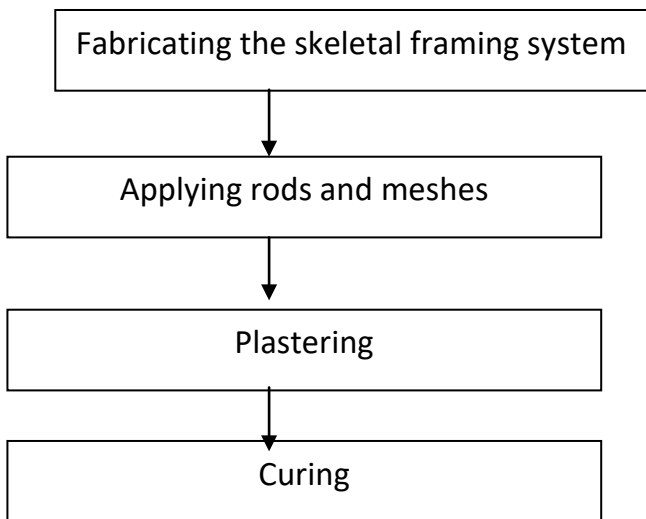 Fabricating the skeletal framing system
Applying rods and meshes
Plastering
Curing